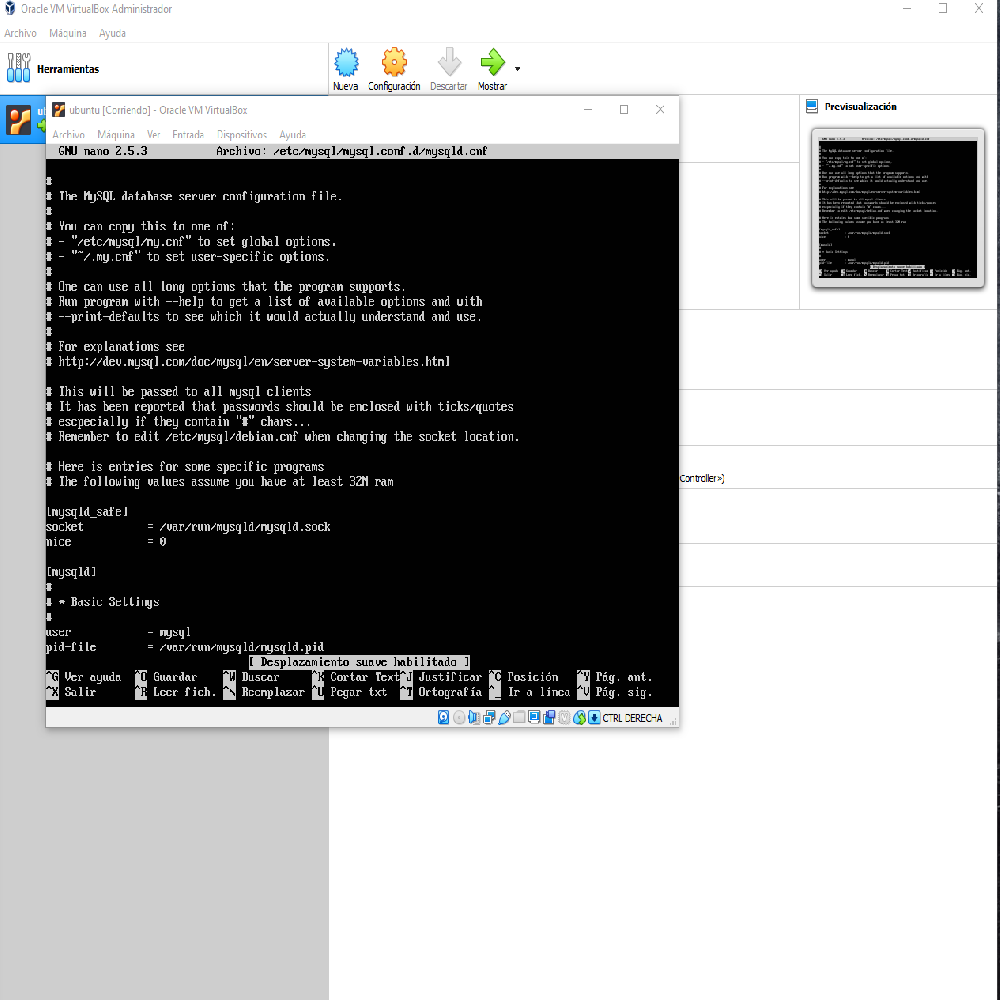 Oracle VM VirtualBox Administrador
Archivo Máquina Ayuda
Herramientas
Nueva Configuración Descartar Mostrar
Previsualización
ubuntu [Corriendo] - Oracle VM VirtualBox
Archivo Máquina Ver Entrada Dispositivos Ayuda
GNU nano 2.5.3 Archivo: /etc/mysql/mysql.conf.d/mysqld.cnf
#
# The MySQL database server configuration file.
#
# You can copy this to one of:
# - "/etc/mysql/my.cnf" to set global options.
# - "~/.my.cnf" to set user-specific options.
#
# One can use all long options that the program supports.
# Run program with --help to get a list of available options and with
# --print-defaults to see which it would actually understand and use.
#
# For explanations see
# http://dev.mysql.com/doc/mysql/en/server-system-variables.html

# This will be passed to all mysql clients
# It has been reported that passwords should be enclosed with ticks/quotes
# escpecially if they contain "#" chars...
# Remember to edit /etc/mysql/debian.cnf when changing the socket location.

# Here is entries for some specific programs
# The following values assume you have at least 32M ram

[mysqld_safe]
socket = /var/run/mysqld/mysqld.sock
nice = 0

[mysqld]
#
# * Basic Settings
#
user = mysql
pid-file = /var/run/mysqld/mysqld.pid
[ Desplazamiento suave habilitado ]
^G Ver ayuda ^O Guardar ^W Buscar ^K Cortar Text ^J Justificar ^C Posición ^Y Pág. ant.
^X Salir ^R Leer fich. ^\ Reemplazar ^U Pegar txt ^T Ortografía ^_ Ir a línea ^V Pág. sig.
CTRL DERECHA
Controller»)